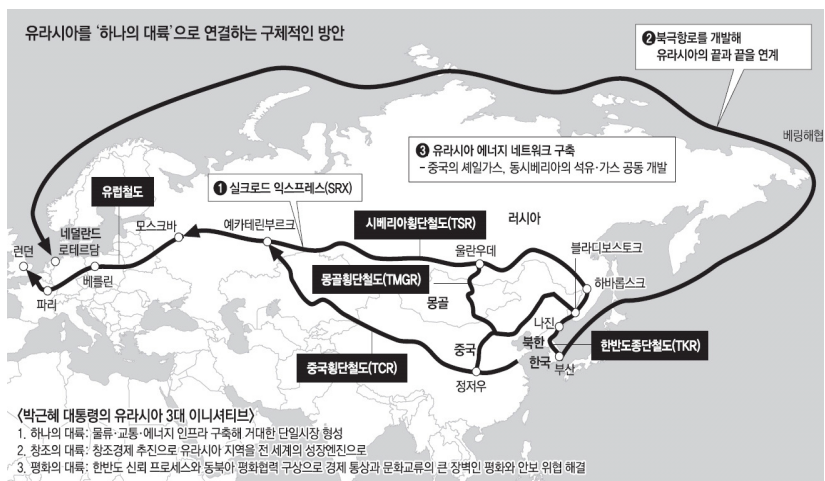 유라시아를 ‘하나의 대륙’으로 연결하는 구체적인 방안
❷북극항로를 개발해
유라시아의 끝과 끝을 연계
베링해협
❸ 유라시아 에너지 네트워크 구축
- 중국의 셰일가스, 동시베리아의 석유·가스 공동 개발
❶ 실크로드 익스프레스(SRX)
유럽철도
시베리아횡단철도(TSR)
러시아
네덜란드
로테르담
모스크바
예카테린부르크
울란우데
블라디보스토크
런던
베를린
파리
몽골횡단철도(TMGR)
몽골
하바롭스크
나진
북한
한국
부산
한반도종단철도(TKR)
중국
중국횡단철도(TCR)
정저우
〈박근혜 대통령의 유라시아 3대 이니셔티브〉
1. 하나의 대륙: 물류·교통·에너지 인프라 구축해 거대한 단일시장 형성
2. 창조의 대륙: 창조경제 추진으로 유라시아 지역을 전 세계의 성장엔진으로
3. 평화의 대륙: 한반도 신뢰 프로세스와 동북아 평화협력 구상으로 경제 통상과 문화교류의 큰 장벽인 평화와 안보 위협 해결